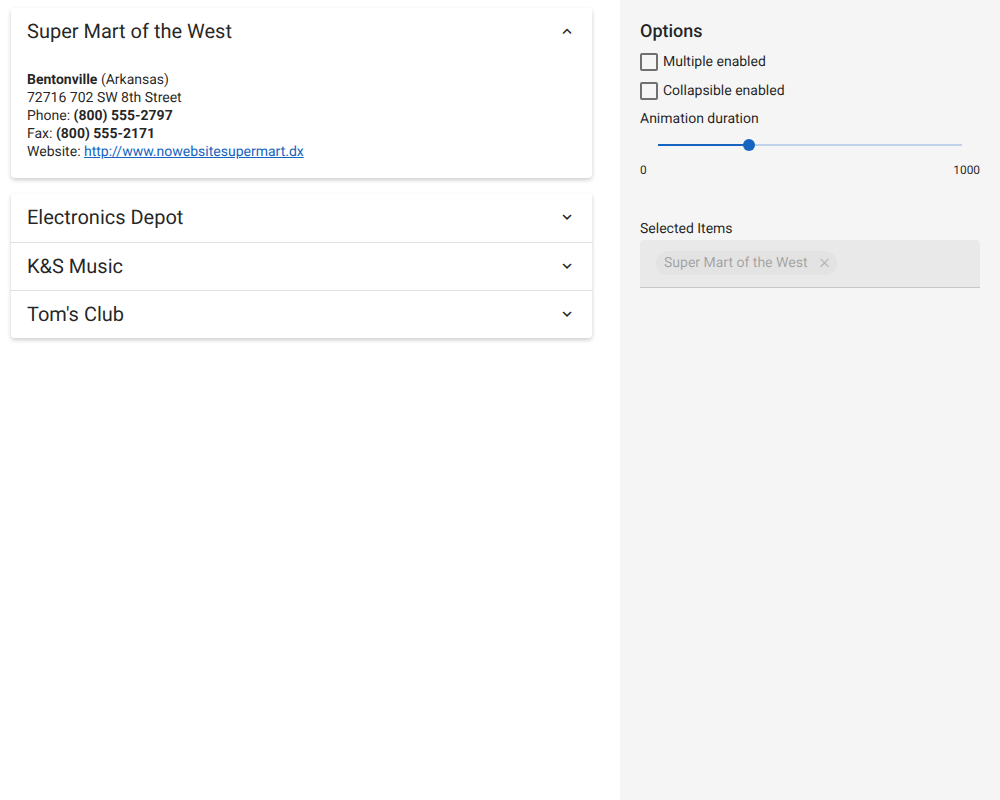 Super Mart of the West
Bentonville (Arkansas)
72716 702 SW 8th Street
Phone: (800) 555-2797
Fax: (800) 555-2171
Website: http://www.nowebsitesupermart.dx
Electronics Depot
K&S Music
Tom's Club
Options
Multiple enabled
Collapsible enabled
Animation duration
0 1000
Selected Items
Super Mart of the West